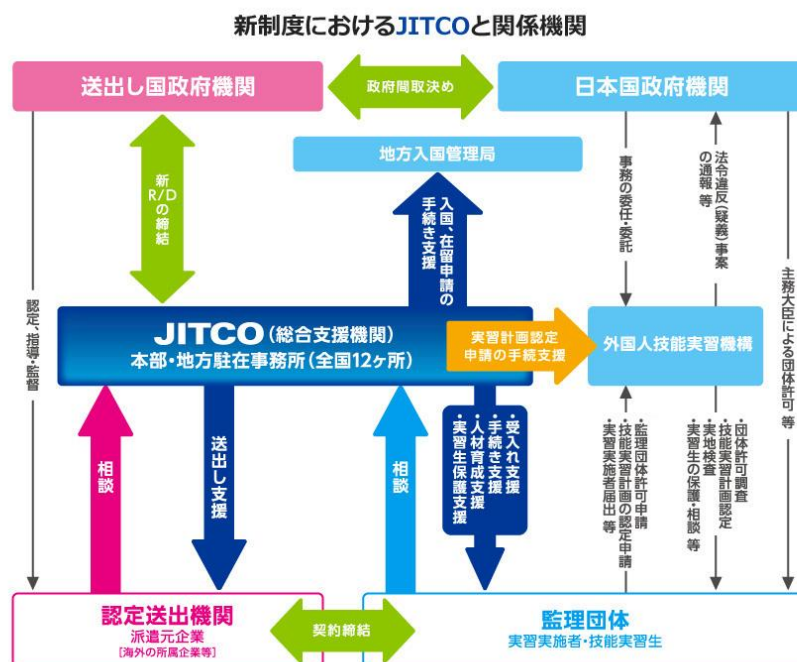 新制度におけるJITCOと関係機関
送出し国政府機関
政府間取決め
日本国政府機関
地方入国管理局
新
R/D
の締結
入国、在留申請の
手続き支援
事務の委任・委託
法令違反(疑義)事案
の通報 等
認定、指導・監督
主務大臣による団体許可 等
JITCO(総合支援機関)
本部・地方駐在事務所(全国12ヶ所)
実習計画認定
申請の手続支援
外国人技能実習機構
相談
送出し支援
相談
・受入れ支援
・手続き支援
・人材育成支援
・実習生保護支援
・監理団体許可申請
・技能実習計画の認定申請
・実習実施者届出 等
・団体許可調査
・技能実習計画認定
・実地検査
・実習生の保護・相談 等
認定送出機関
派遣元企業
[海外の所属企業等]
契約締結
監理団体
実習実施者・技能実習生